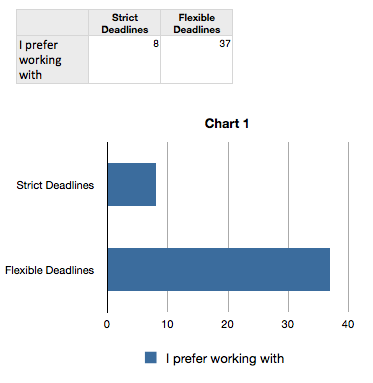 Strict Deadlines
Flexible Deadlines
I prefer working with
8
37
Chart 1
Strict Deadlines
Flexible Deadlines
0 10 20 30 40
I prefer working with